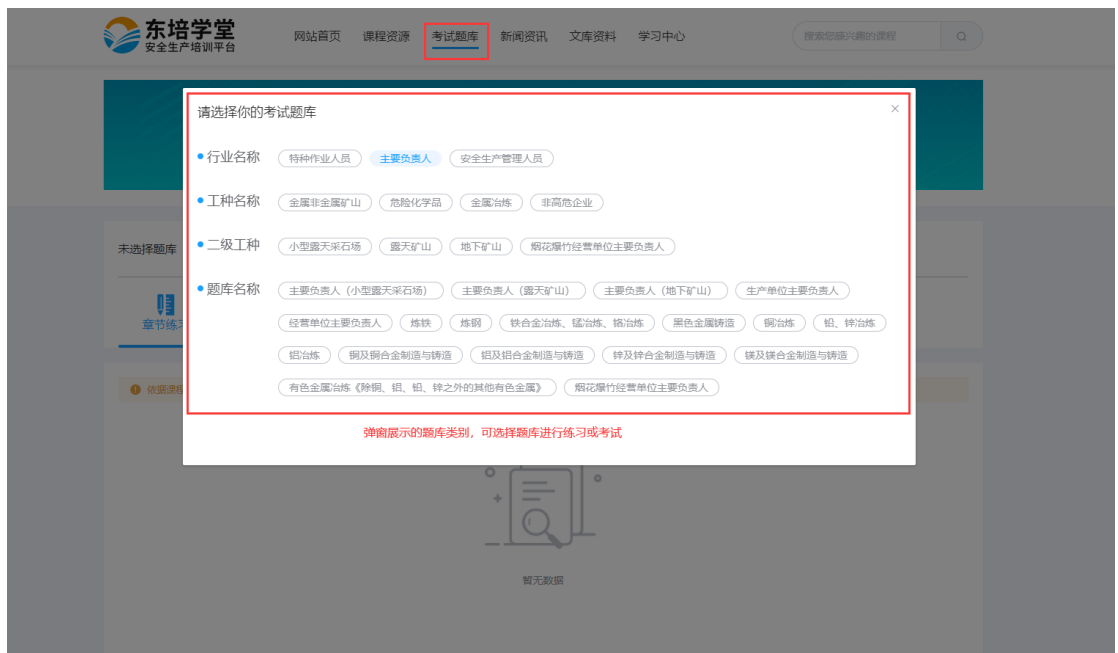 东培学堂
安全生产培训平台
网站首页 课程资源 考试题库 新闻资讯 文库资料 学习中心
搜索您感兴趣的课程
请选择你的考试题库
行业名称 特种作业人员 主要负责人 安全生产管理人员
工种名称 金属非金属矿山 危险化学品 金属冶炼 非高危企业
未选择题库
二级工种 小型露天采石场 露天矿山 地下矿山 烟花爆竹经营单位主要负责人
题库名称 主要负责人（小型露天采石场） 主要负责人（露天矿山） 主要负责人（地下矿山） 生产单位主要负责人
章节练
经营单位主要负责人 炼铁 炼钢 铁合金冶炼、锰冶炼、铬冶炼 黑色金属铸造 铜冶炼 铅、锌冶炼
铝冶炼 铜及铜合金制造与铸造 铝及铝合金制造与铸造 锌及锌合金制造与铸造 镁及镁合金制造与铸造
依据课程
有色金属冶炼《除铜、铝、铅、锌之外的其他有色金属》 烟花爆竹经营单位主要负责人
弹窗展示的题库类别，可选择题库进行练习或考试
暂无数据